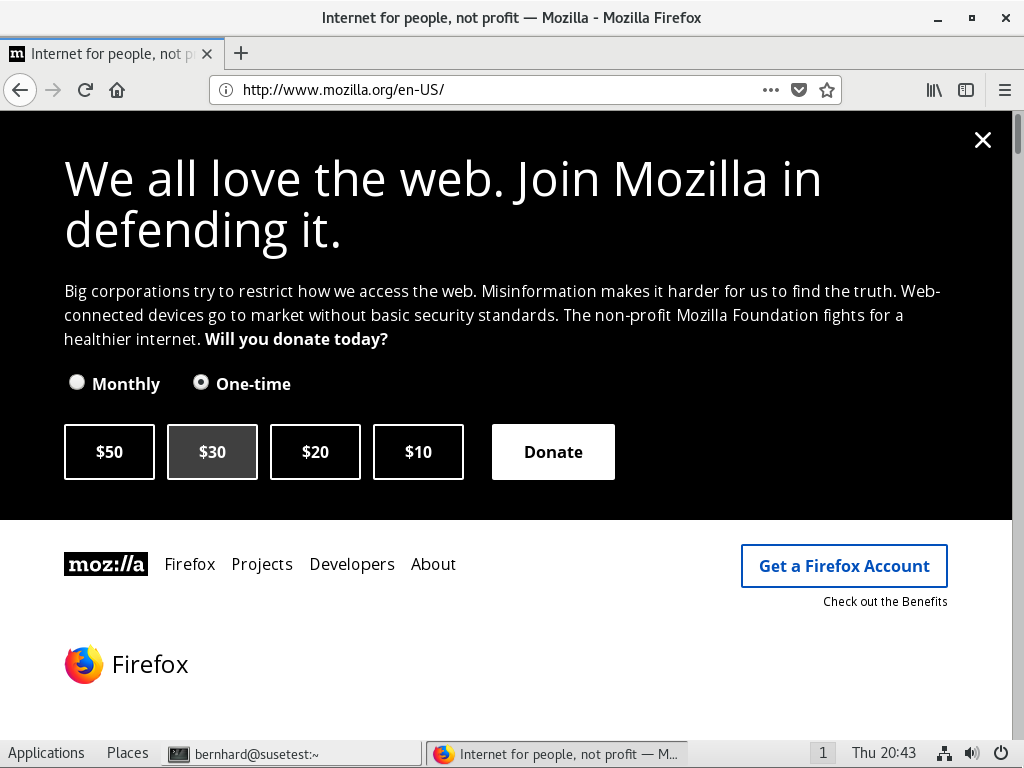 Internet for people, not profit — Mozilla - Mozilla Firefox
m Internet for people, not p
http://www.mozilla.org/en-US/
We all love the web. Join Mozilla in
defending it.
Big corporations try to restrict how we access the web. Misinformation makes it harder for us to find the truth. Web-
connected devices go to market without basic security standards. The non-profit Mozilla Foundation fights for a
healthier internet. Will you donate today?
Monthly One-time
$50 $30 $20 $10 Donate
moz://a Firefox Projects Developers About Get a Firefox Account
Check out the Benefits
Firefox
Applications Places bernhard@susetest:~ Internet for people, not profit — M... 1 Thu 20:43